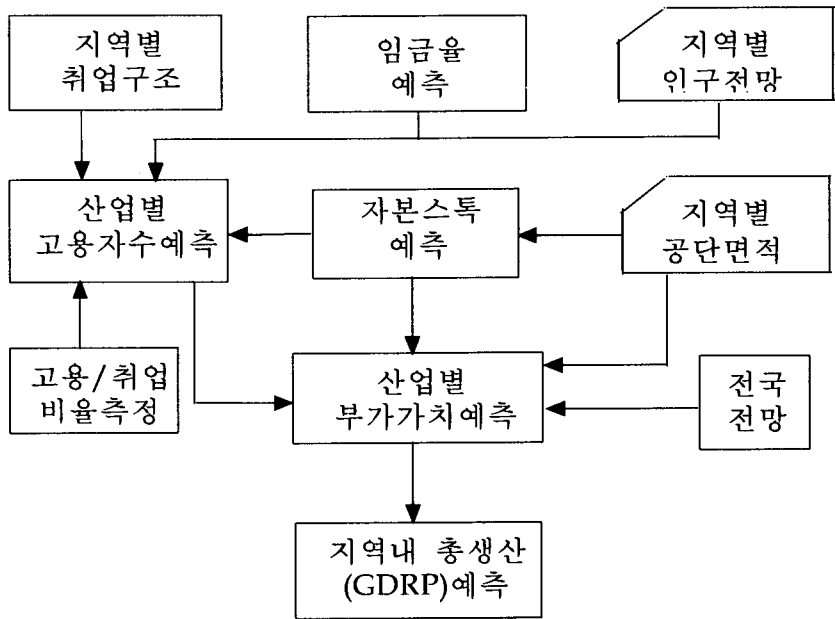 지역별
취업구조
임금율
예측
지역별
인구전망
산업별
고용자수예측
자본스톡
예측
지역별
공단면적
고용/취업
비율측정
산업별
부가가치예측
전국
전망
지역내 총생산
(GDRP)예측